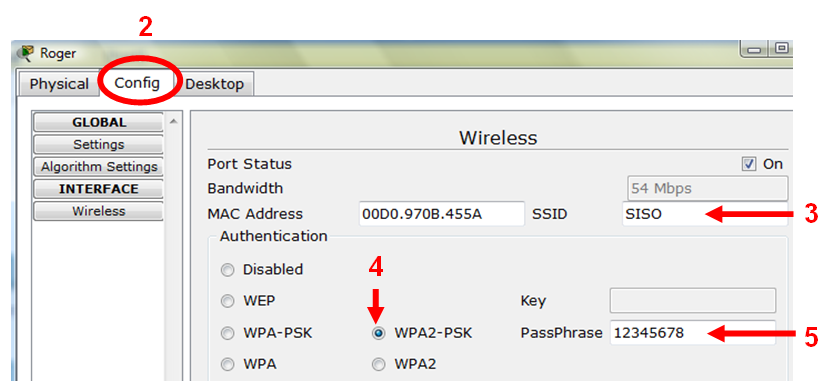 2
Roger
Physical Config Desktop
GLOBAL
Settings
Algorithm Settings
INTERFACE
Wireless
Wireless
Port Status On
Bandwidth 54 Mbps
MAC Address 00D0.970B.455A SSID SISO 3
Authentication
Disabled 4
WEP Key
WPA-PSK WPA2-PSK PassPhrase 12345678 5
WPA WPA2